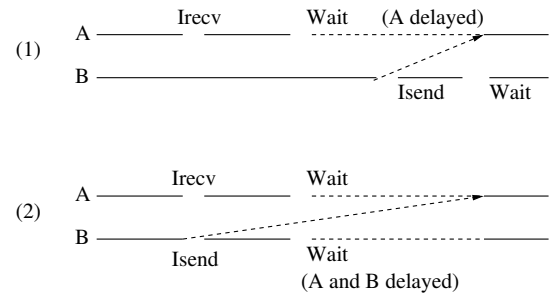 Irecv Wait (A delayed)
A
(1)
B
Isend Wait
Irecv Wait
A
(2)
B
Isend Wait
(A and B delayed)